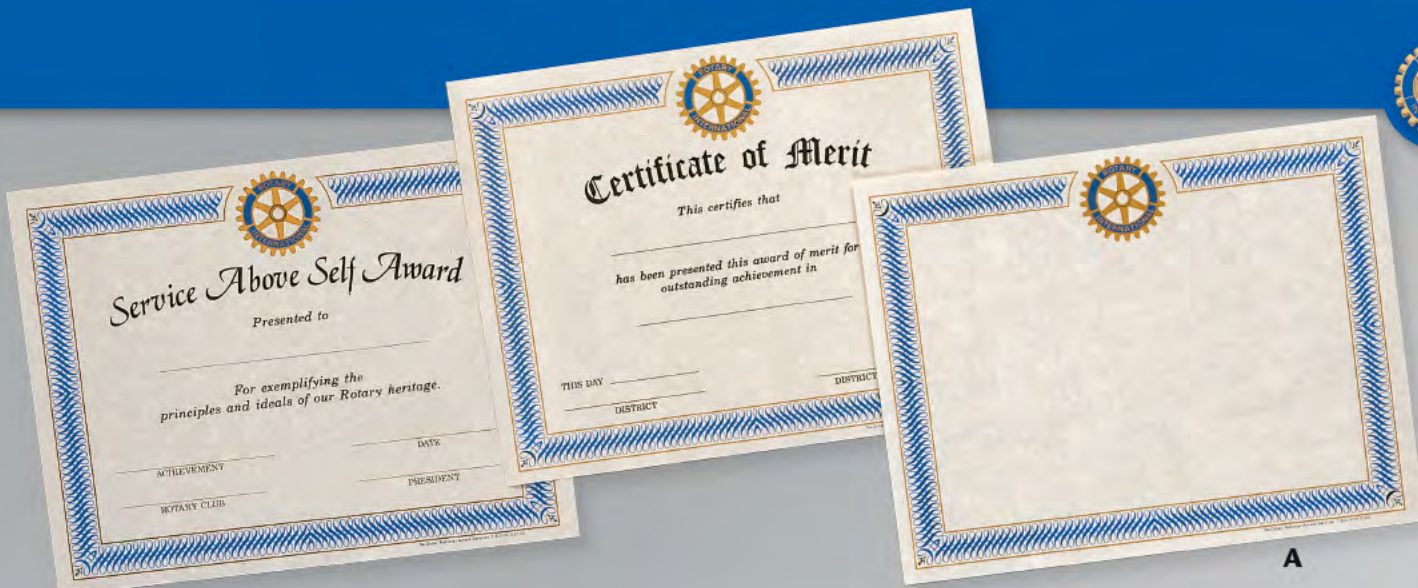 ROTARY
INTERNATIONAL
Service Above Self Award
Presented to
For exemplifying the
principles and ideals of our Rotary heritage.
DATE
ACHIEVEMENT
PRESIDENT
ROTARY CLUB
ROTARY
INTERNATIONAL
Certificate of Merit
This certifies that
has been presented this award of merit for
outstanding achievement in
THIS DAY
DISTRICT
DISTRICT
ROTARY
INTERNATIONAL
A